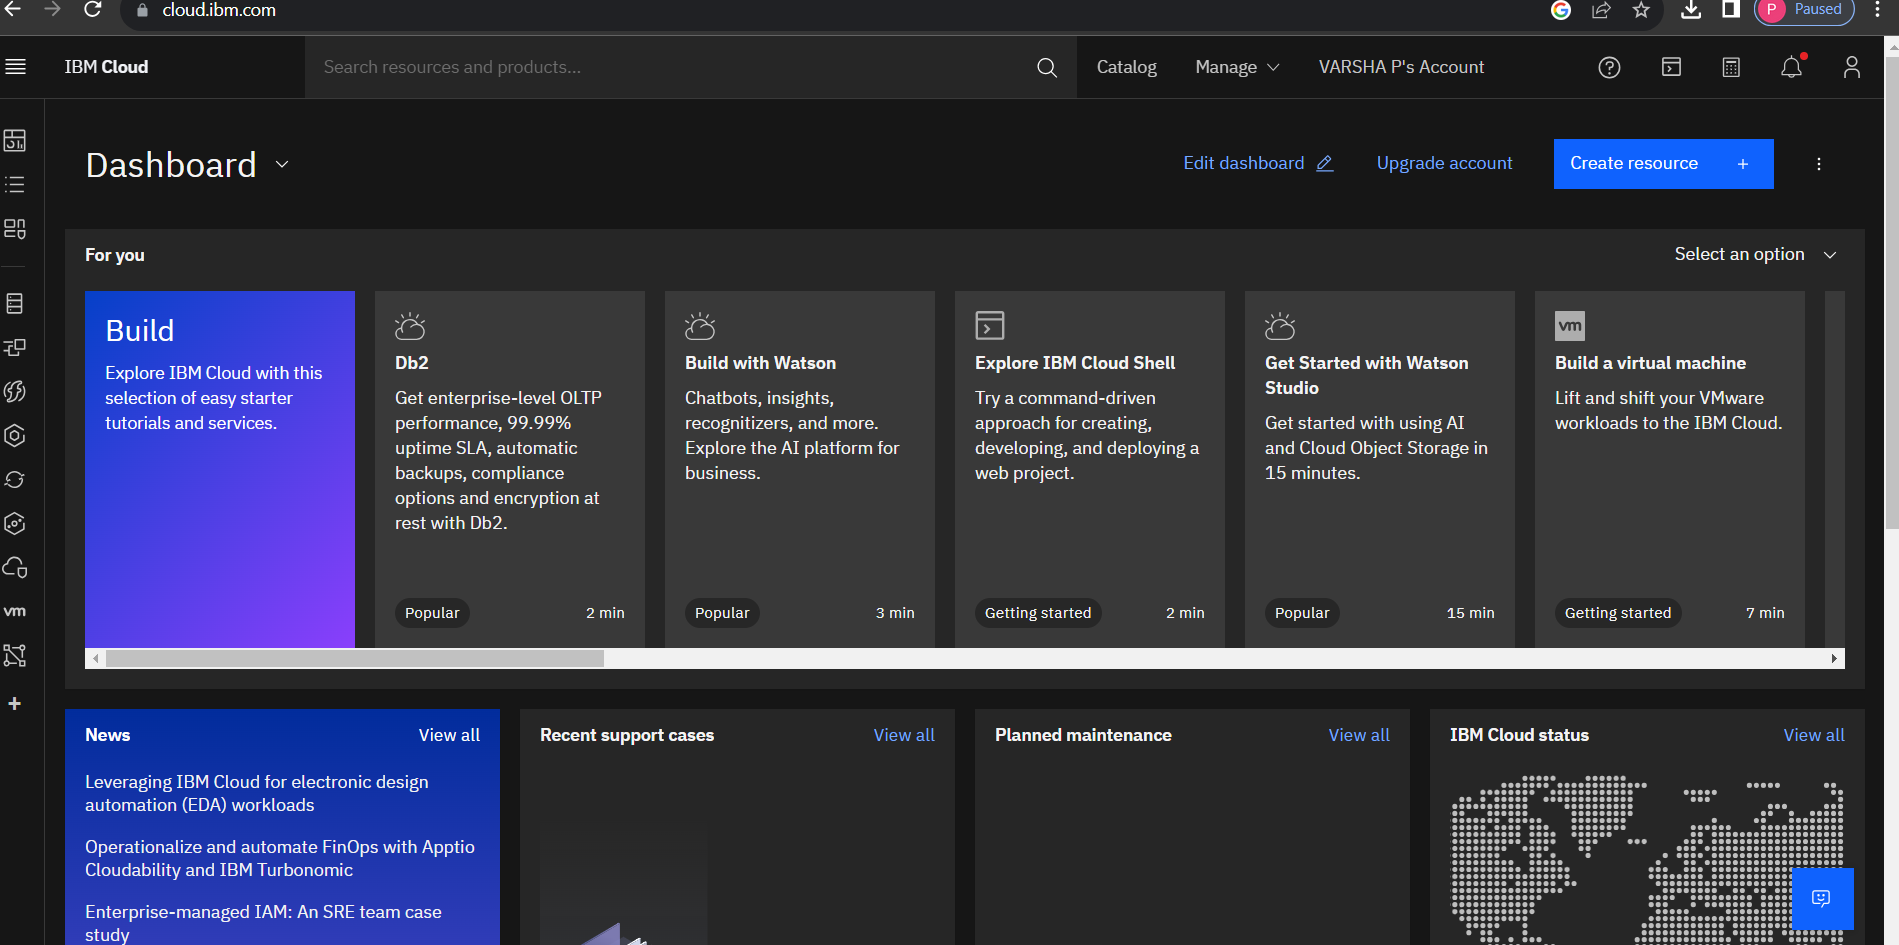 cloud.ibm.com
P Paused
IBM Cloud
Search resources and products...
Catalog
Manage
VARSHA P's Account
Dashboard
Edit dashboard
Upgrade account
Create resource +
For you
Select an option
Build
Explore IBM Cloud with this
selection of easy starter
tutorials and services.
Db2
Get enterprise-level OLTP
performance, 99.99%
uptime SLA, automatic
backups, compliance
options and encryption at
rest with Db2.
Popular
2 min
Build with Watson
Chatbots, insights,
recognitizers, and more.
Explore the AI platform for
business.
Popular
3 min
Explore IBM Cloud Shell
Try a command-driven
approach for creating,
developing, and deploying a
web project.
Getting started
2 min
Get Started with Watson
Studio
Get started with using AI
and Cloud Object Storage in
15 minutes.
Popular
15 min
vm
Build a virtual machine
Lift and shift your VMware
workloads to the IBM Cloud.
Getting started
7 min
vm
News
View all
Leveraging IBM Cloud for electronic design
automation (EDA) workloads
Operationalize and automate FinOps with Apptio
Cloudability and IBM Turbonomic
Enterprise-managed IAM: An SRE team case
study
Recent support cases
View all
Planned maintenance
View all
IBM Cloud status
View all